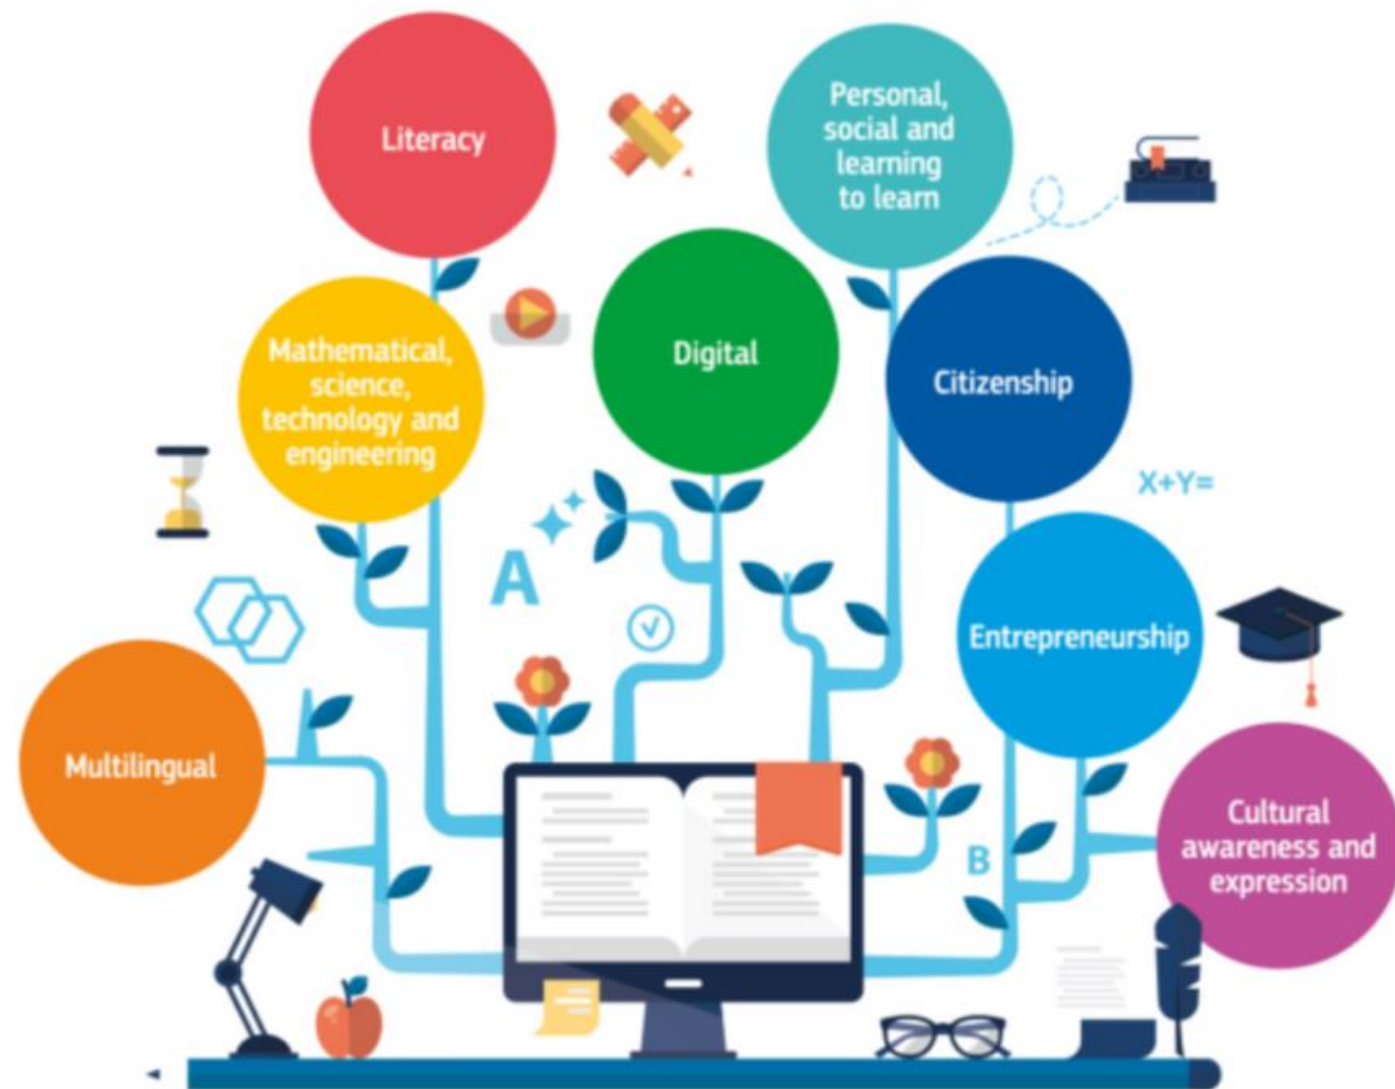 Literacy
Personal,
social and
learning
to learn
Mathematical,
science,
technology and
engineering
Digital
Citizenship
X+Y=
A
Entrepreneurship
Multilingual
Cultural
awareness and
expression
B